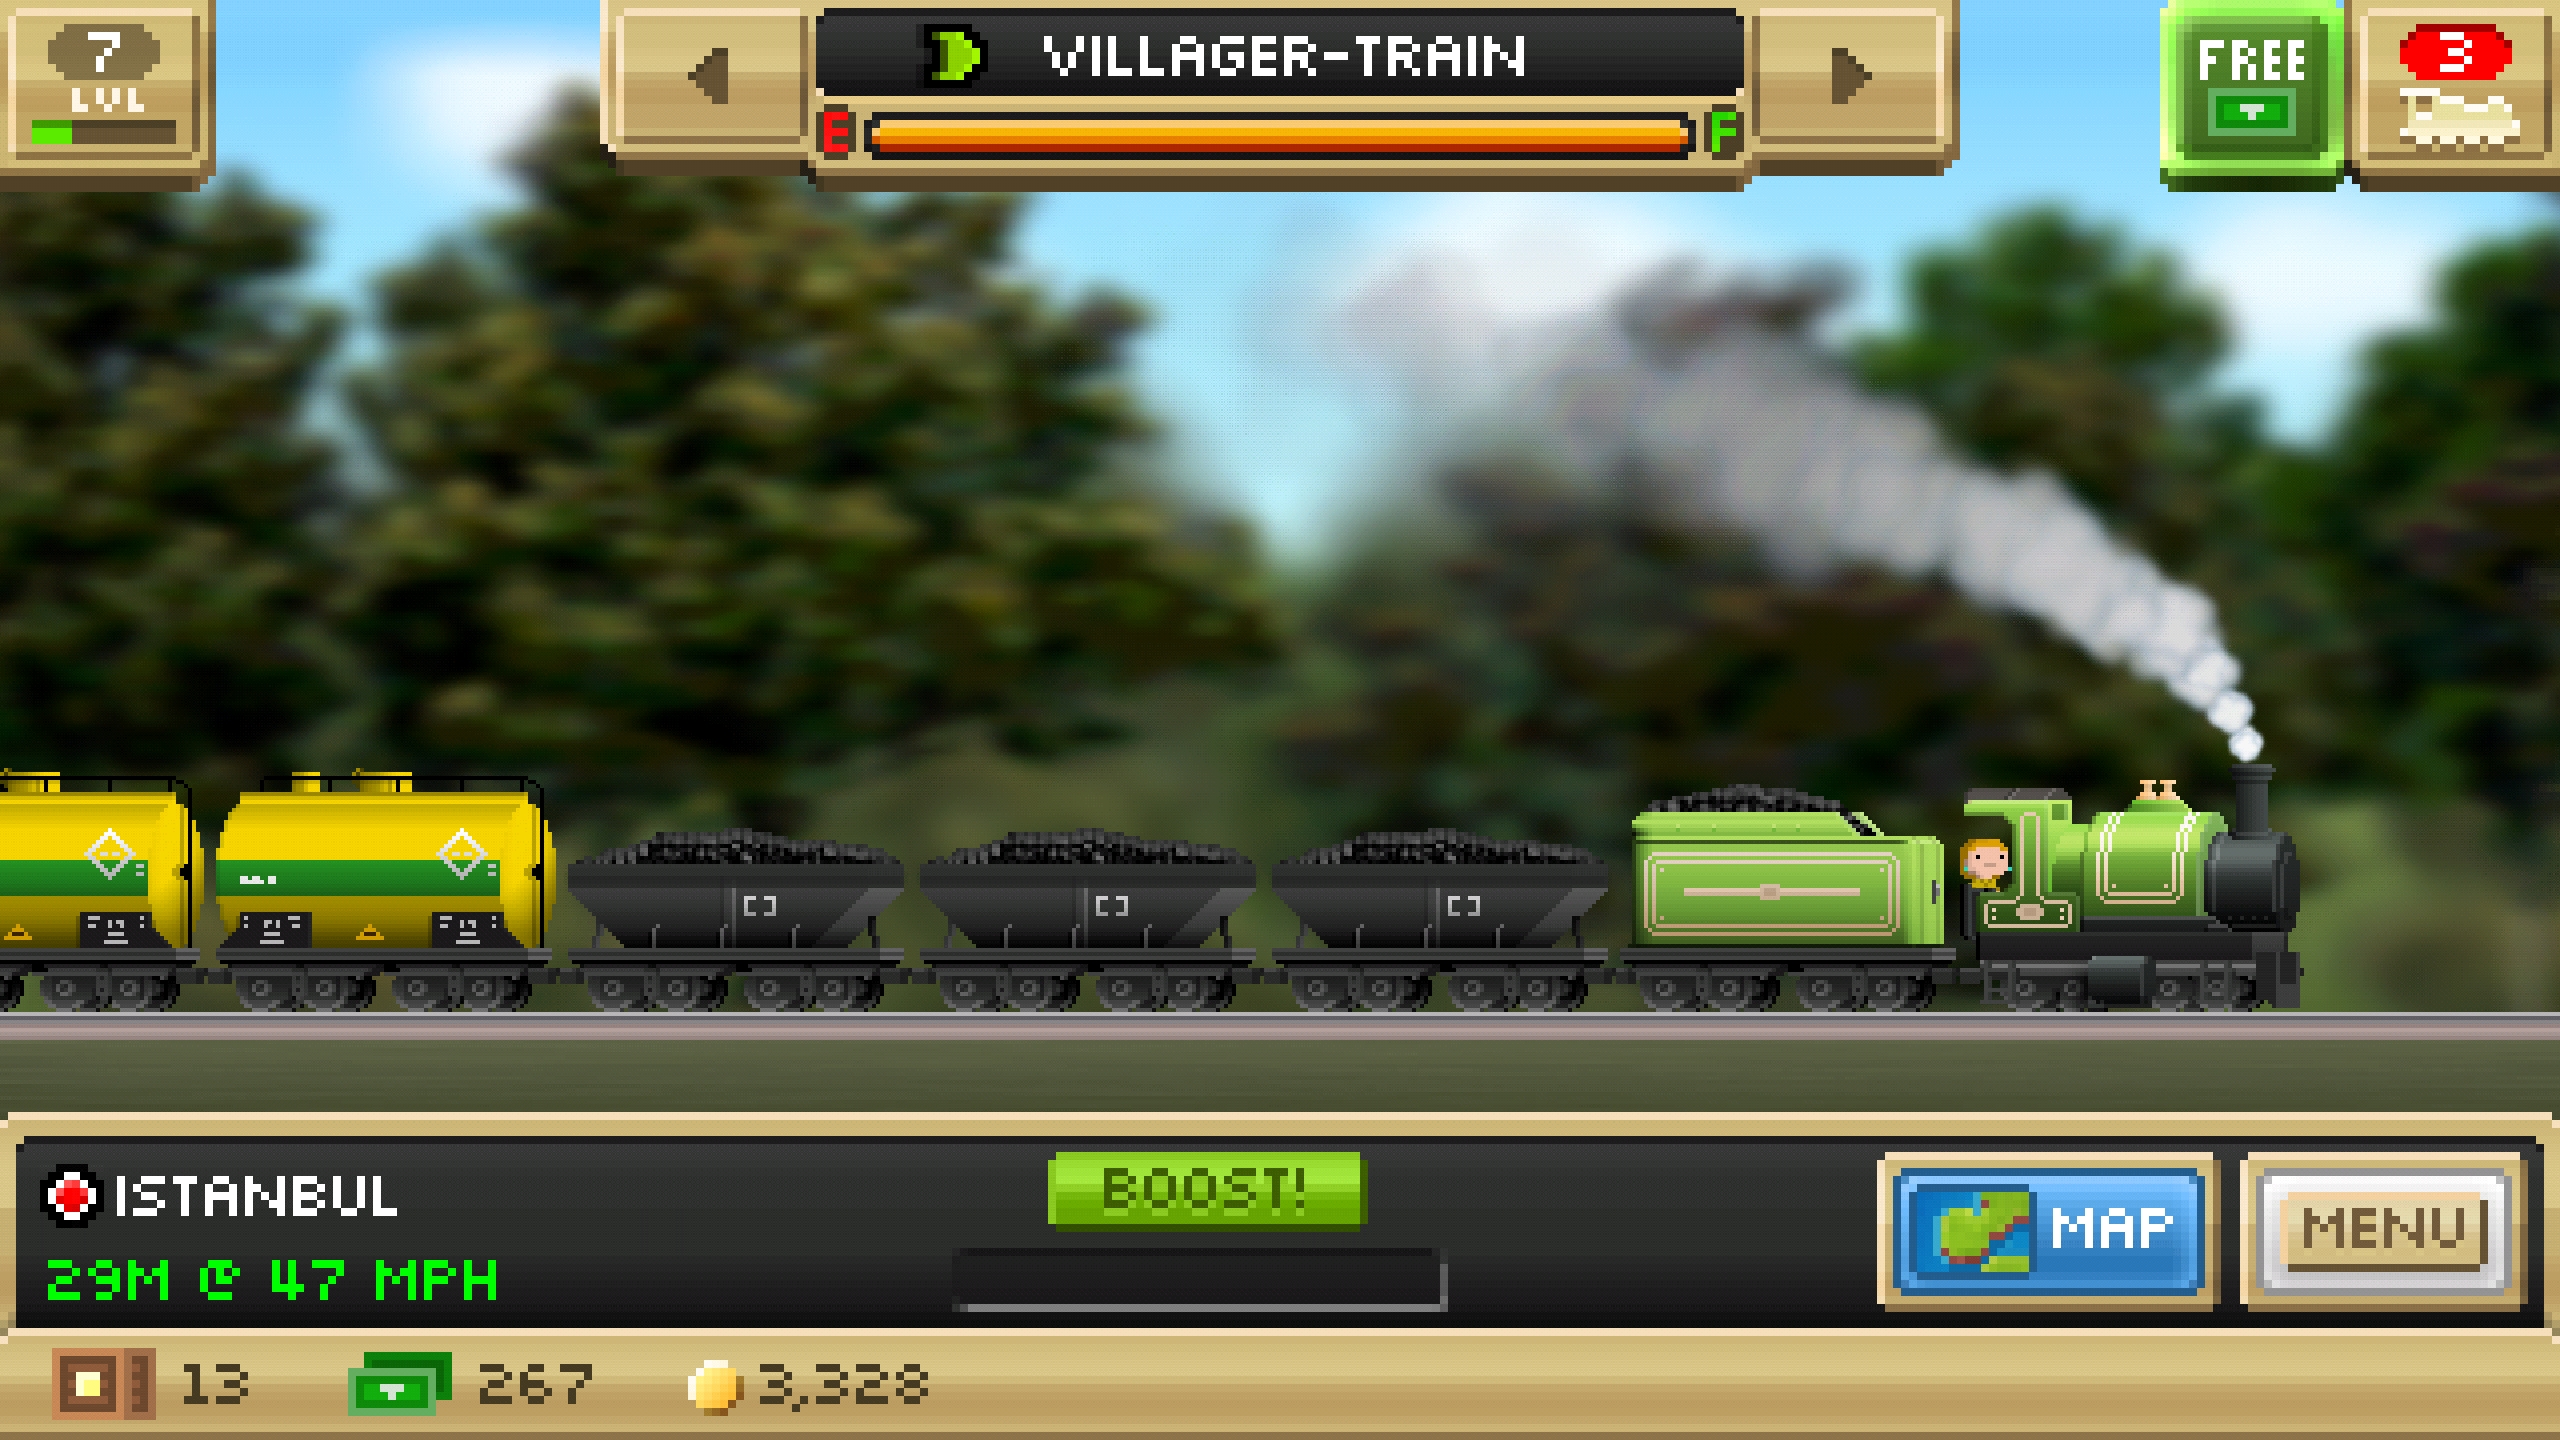 7
LVL
VILLAGER-TRAIN
E F
FREE
3
ISTANBUL
29M @ 47 MPH
BOOST!
MAP
MENU
13
267
3,328